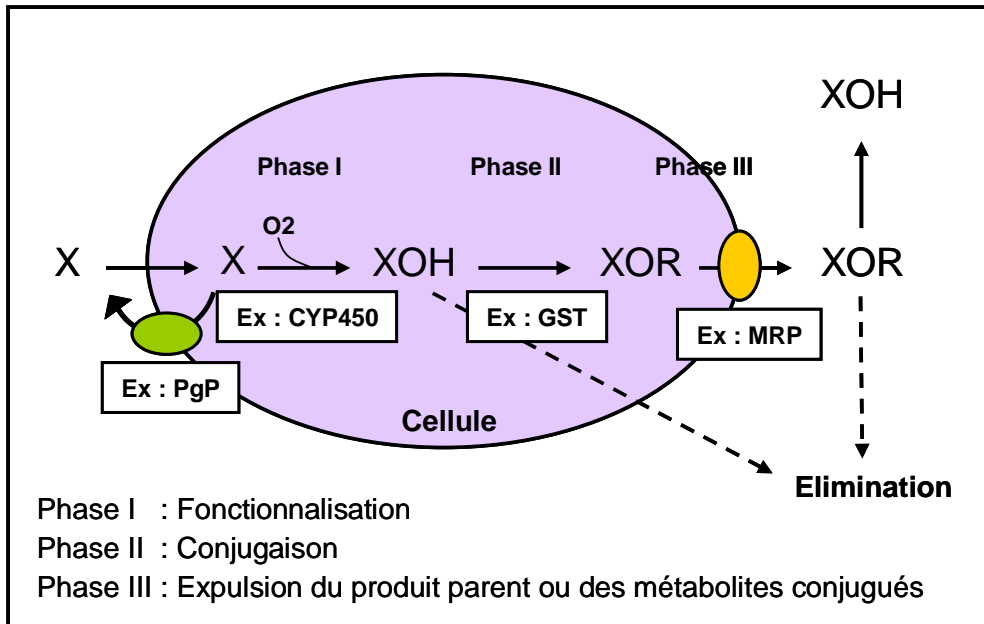 XOH
Phase I Phase II Phase III
O2
X X XOH XOR XOR
Ex : CYP450 Ex : GST Ex : MRP
Ex : PgP
Cellule
Elimination
Phase I : Fonctionnalisation
Phase II : Conjugaison
Phase III : Expulsion du produit parent ou des métabolites conjugués